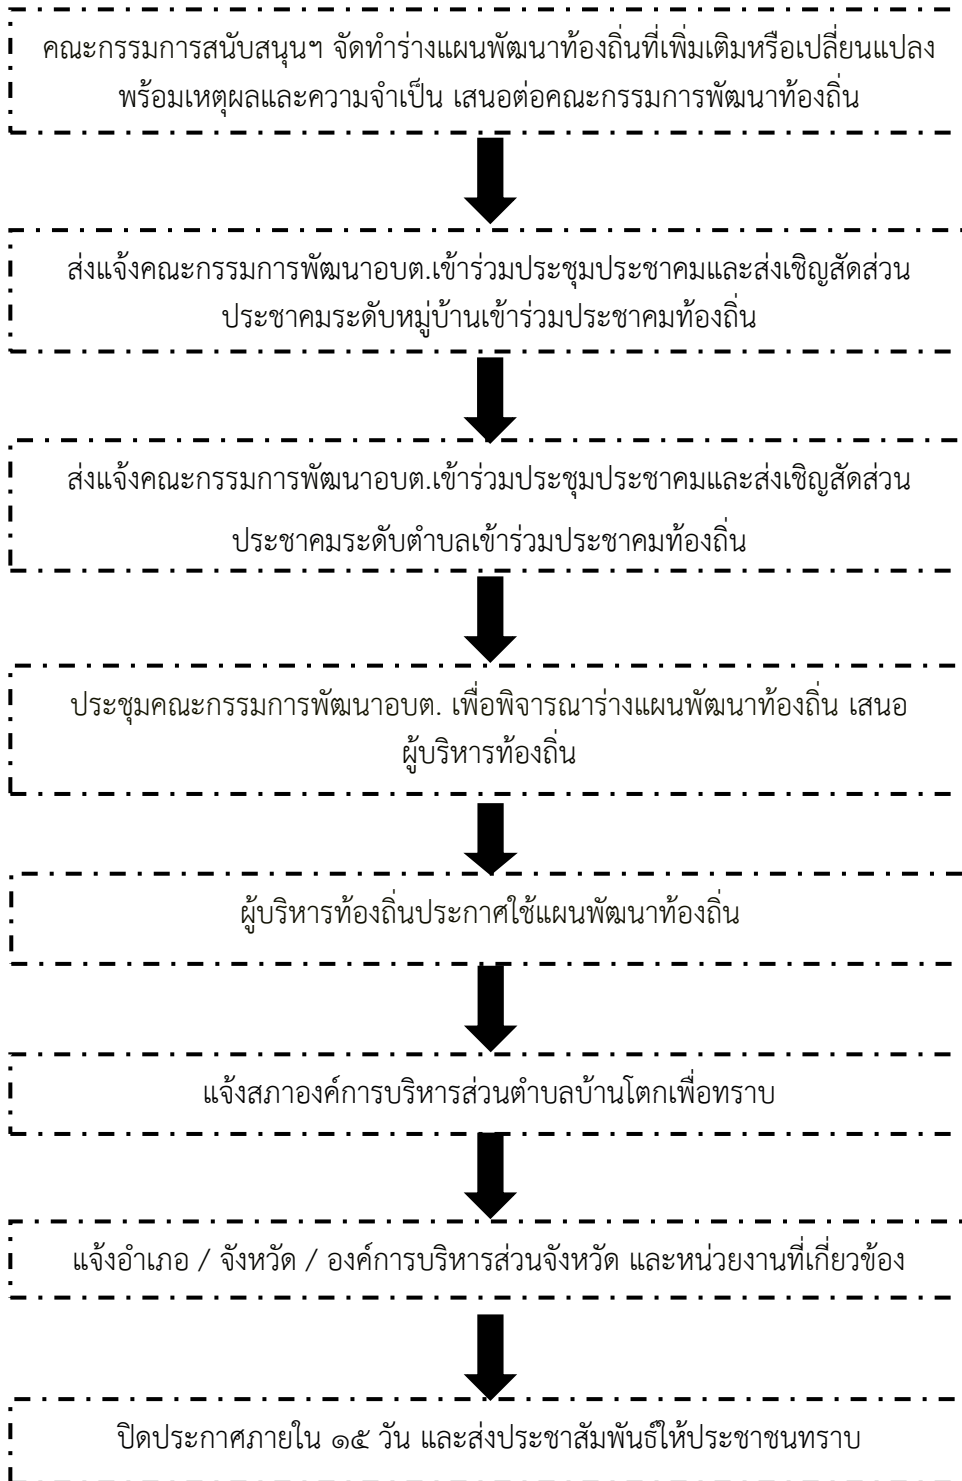 คณะกรรมการสนับสนุนฯ จัดทำร่างแผนพัฒนาท้องถิ่นที่เพิ่มเติมหรือเปลี่ยนแปลง
พร้อมเหตุผลและความจำเป็น เสนอต่อคณะกรรมการพัฒนาท้องถิ่น
ส่งแจ้งคณะกรรมการพัฒนาอบต.เข้าร่วมประชุมประชาคมและส่งเชิญสัดส่วน
ประชาคมระดับหมู่บ้านเข้าร่วมประชาคมท้องถิ่น
ส่งแจ้งคณะกรรมการพัฒนาอบต.เข้าร่วมประชุมประชาคมและส่งเชิญสัดส่วน
ประชาคมระดับตำบลเข้าร่วมประชาคมท้องถิ่น
ประชุมคณะกรรมการพัฒนาอบต. เพื่อพิจารณาร่างแผนพัฒนาท้องถิ่น เสนอ
ผู้บริหารท้องถิ่น
ผู้บริหารท้องถิ่นประกาศใช้แผนพัฒนาท้องถิ่น
แจ้งสภาองค์การบริหารส่วนตำบลบ้านโตกเพื่อทราบ
แจ้งอำเภอ / จังหวัด / องค์การบริหารส่วนจังหวัด และหน่วยงานที่เกี่ยวข้อง
ปิดประกาศภายใน ๑๕ วัน และส่งประชาสัมพันธ์ให้ประชาชนทราบ